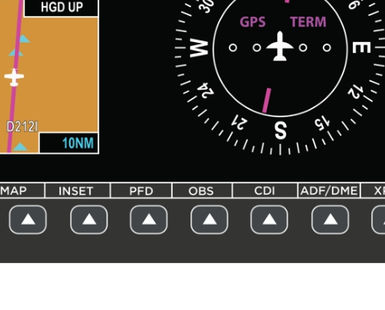 HGD UP
GPS TERM
30
6
W
E
24
12
21
S
15
D212I
10NM
MAP INSET PFD OBS CDI ADF/DME XP